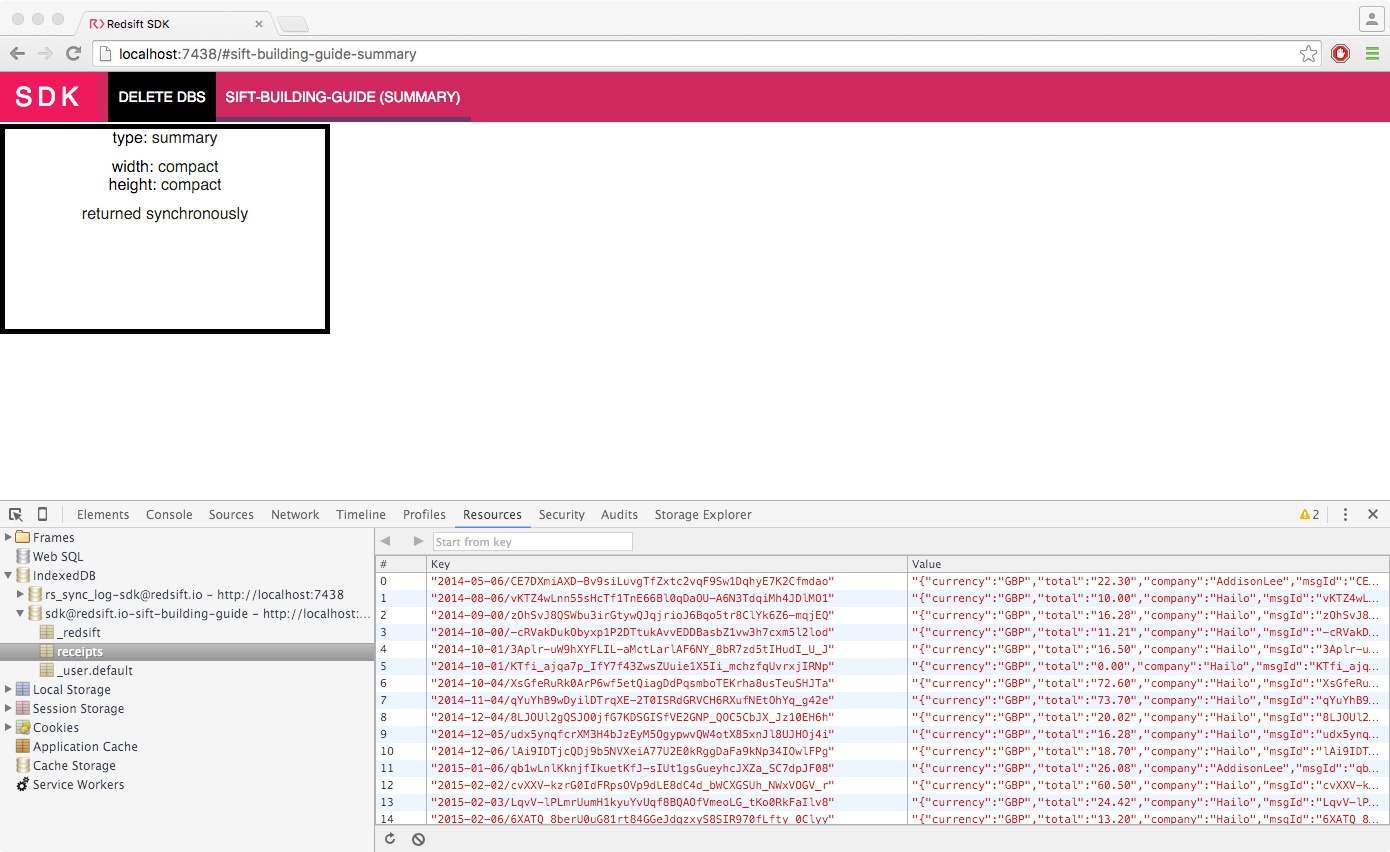 Redsift SDK
localhost:7438/#sift-building-guide-summary
SDK DELETE DBS SIFT-BUILDING-GUIDE (SUMMARY)
type: summary
width: compact
height: compact
returned synchronously
Elements Console Sources Network Timeline Profiles Resources Security Audits Storage Explorer 2
Frames
Web SQL
IndexedDB
rs_sync_log-sdk@redsift.io – http://localhost:7438
sdk@redsift.io-sift-building-guide – http://localhost:...
_redsift
receipts
_user.default
Local Storage
Session Storage
Cookies
Application Cache
Cache Storage
Service Workers
Start from key
# Key Value
0 "2014-05-06/CE7DXmiAXD-Bv9siLuvgTfZxtc2vqF9Sw1DqhyE7K2Cfmdao" "{"currency":"GBP","total":"22.30","company":"AddisonLee","msgId":"CE...
1 "2014-08-06/vKTZ4wLnn55sHcTf1TnE66Bl0qDaOU-A6N3TdqiMh4JDlMO1" "{"currency":"GBP","total":"10.00","company":"Hailo","msgId":"vKTZ4wL...
2 "2014-09-00/zOhSvJ8QSWbu3irGtywQJqjrioJ6Bqo5tr8ClYk6Z6-mqjEQ" "{"currency":"GBP","total":"16.28","company":"Hailo","msgId":"zOhSvJ8...
3 "2014-10-00/-cRVakDukObyxp1P2DTtukAvvEDDBasbZ1vw3h7cxm5l2lod" "{"currency":"GBP","total":"11.21","company":"Hailo","msgId":"-cRVakD...
4 "2014-10-01/3Aplr-uW9hXYFLIL-aMctLarlAF6NY_8bR7zd5tIHudI_U_J" "{"currency":"GBP","total":"16.50","company":"Hailo","msgId":"3Aplr-u...
5 "2014-10-01/KTfi_ajqa7p_IfY7f43ZwsZUuie1X5Ii_mchzfqUvrxjIRNp" "{"currency":"GBP","total":"0.00","company":"Hailo","msgId":"KTfi_ajq...
6 "2014-10-04/XsGfeRuRk0ArP6wf5etQiagDdPqsmboTEKrha8usTeuSHJTa" "{"currency":"GBP","total":"72.60","company":"Hailo","msgId":"XsGfeRu...
7 "2014-11-04/qYuYhB9wDyilDTrqXE-2T0ISRdGRVCH6RXufNEtOhYq_g42e" "{"currency":"GBP","total":"73.70","company":"Hailo","msgId":"qYuYhB9...
8 "2014-12-04/8LJOUl2gQSJO0jfG7KDSGISfVE2GNP_QOC5CbJX_Jz10EH6h" "{"currency":"GBP","total":"20.02","company":"Hailo","msgId":"8LJOUl2...
9 "2014-12-05/udx5ynqfcrXM3H4bJzEyM5OgypwvQW4otX85xnJl8UJHOj4i" "{"currency":"GBP","total":"16.28","company":"Hailo","msgId":"udx5ynq...
10 "2014-12-06/lAi9IDTjcQDj9b5NVXeiA77U2E0kRggDaFa9kNp34IOwlFPg" "{"currency":"GBP","total":"18.70","company":"Hailo","msgId":"lAi9IDT...
11 "2015-01-06/qb1wLnlKknjfIkuetKfJ-sIUt1gsGueyhcJXZa_SC7dpJF08" "{"currency":"GBP","total":"26.08","company":"AddisonLee","msgId":"qb...
12 "2015-02-02/cvXXV-kzrG0IdFRpsOVp9dLE8dC4d_bWCXGSUh_NWxVOGV_r" "{"currency":"GBP","total":"60.50","company":"Hailo","msgId":"cvXXV-k...
13 "2015-02-03/LqvV-lPLmrUumH1kyuYvUqf8BQAOfVmeoLG_tKo0RkFaIlv8" "{"currency":"GBP","total":"24.42","company":"Hailo","msgId":"LqvV-lP...
14 "2015-02-06/6XATQ_8berU0uG81rt84GGeJdqzxyS8SIR970fLfty_0Clyy" "{"currency":"GBP","total":"13.20","company":"Hailo","msgId":"6XATQ_8...